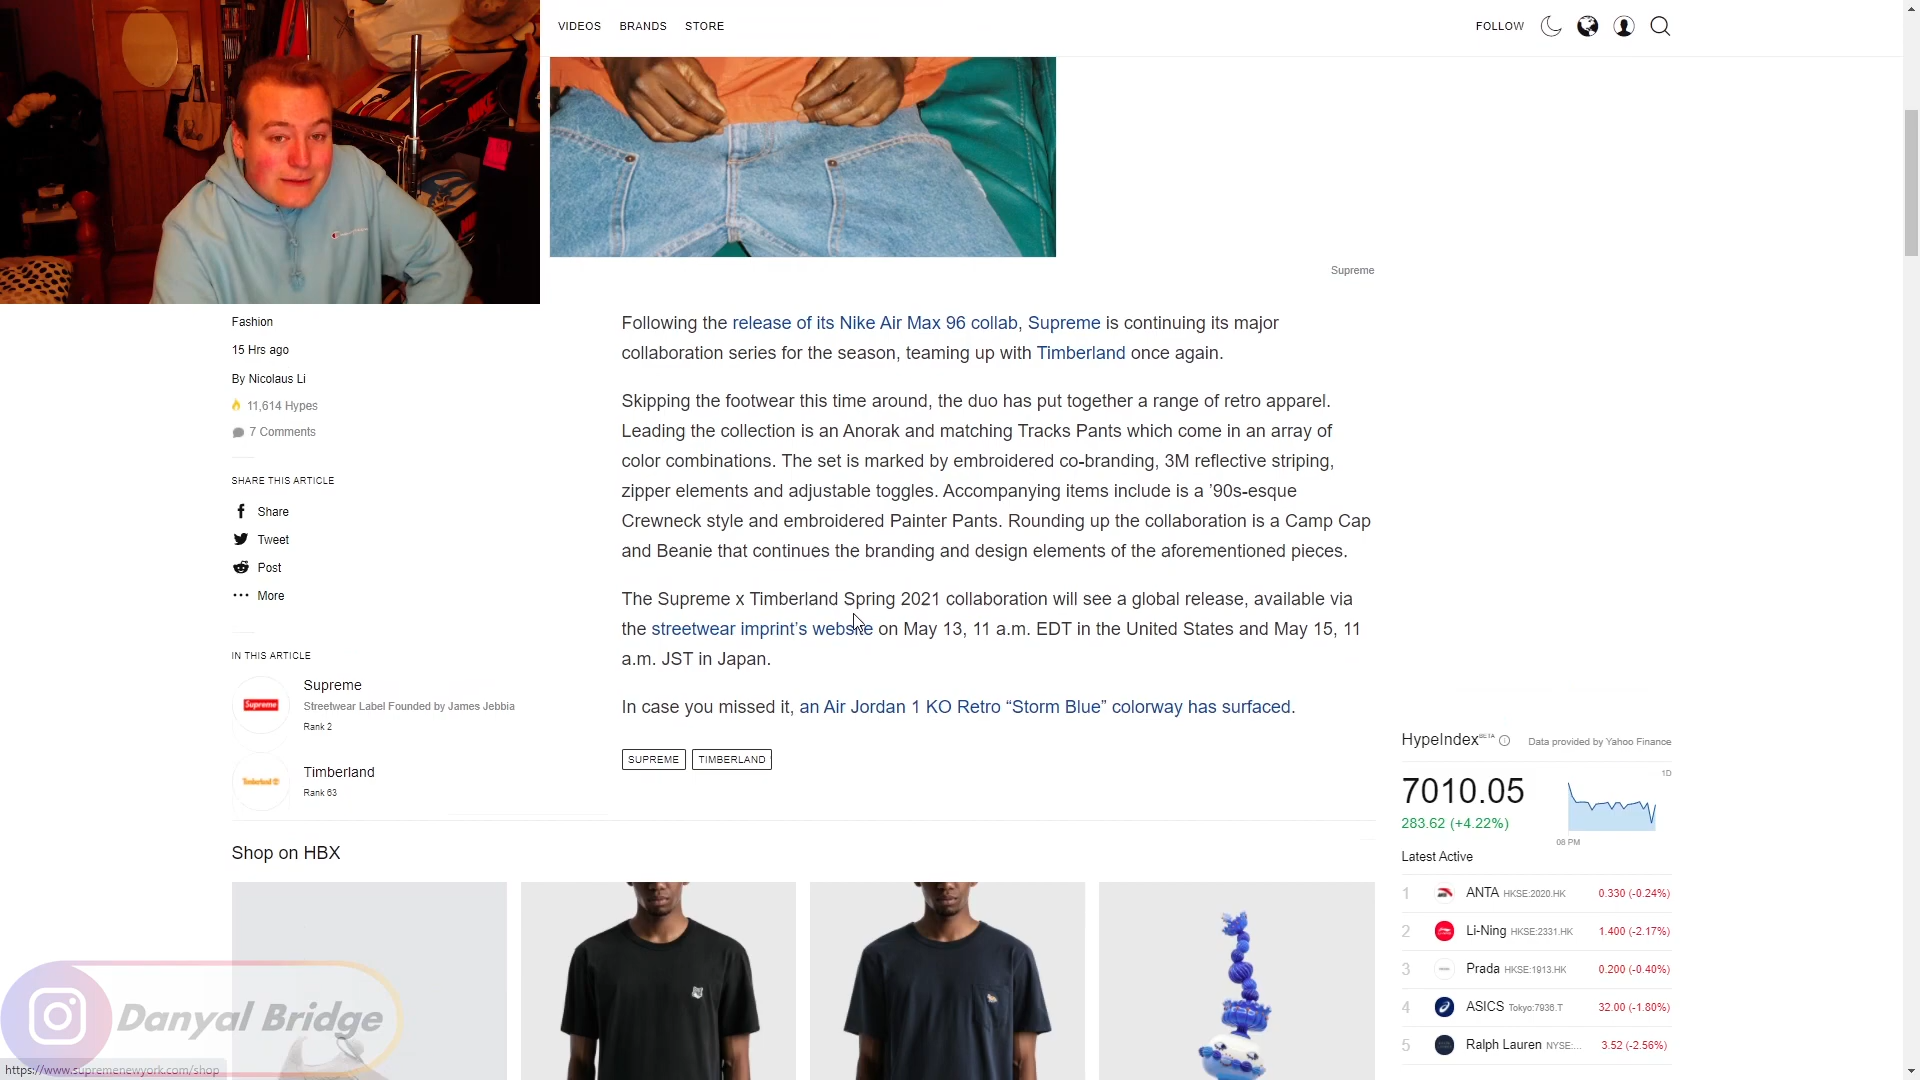 VIDEOS BRANDS STORE
FOLLOW
Supreme
Fashion
15 Hrs ago
By Nicolaus Li
11,614 Hypes
7 Comments
SHARE THIS ARTICLE
Share
Tweet
Post
More
IN THIS ARTICLE
Supreme
Supreme
Streetwear Label Founded by James Jebbia
Rank 2
Timberland
Timberland
Rank 63
Following the release of its Nike Air Max 96 collab, Supreme is continuing its major
collaboration series for the season, teaming up with Timberland once again.
Skipping the footwear this time around, the duo has put together a range of retro apparel.
Leading the collection is an Anorak and matching Tracks Pants which come in an array of
color combinations. The set is marked by embroidered co-branding, 3M reflective striping,
zipper elements and adjustable toggles. Accompanying items include is a ’90s-esque
Crewneck style and embroidered Painter Pants. Rounding up the collaboration is a Camp Cap
and Beanie that continues the branding and design elements of the aforementioned pieces.
The Supreme x Timberland Spring 2021 collaboration will see a global release, available via
the streetwear imprint’s website on May 13, 11 a.m. EDT in the United States and May 15, 11
a.m. JST in Japan.
In case you missed it, an Air Jordan 1 KO Retro “Storm Blue” colorway has surfaced.
SUPREME TIMBERLAND
HypeIndex BETA Data provided by Yahoo Finance
1D
7010.05
283.62 (+4.22%)
08 PM
Latest Active
1 ANTA HKSE:2020.HK 0.330 (-0.24%)
2 Li-Ning HKSE:2331.HK 1.400 (-2.17%)
3 Prada HKSE:1913.HK 0.200 (-0.40%)
4 ASICS Tokyo:7936.T 32.00 (-1.80%)
5 Ralph Lauren NYSE:... 3.52 (-2.56%)
Shop on HBX
Danyal Bridge
https://www.supremenewyork.com/shop